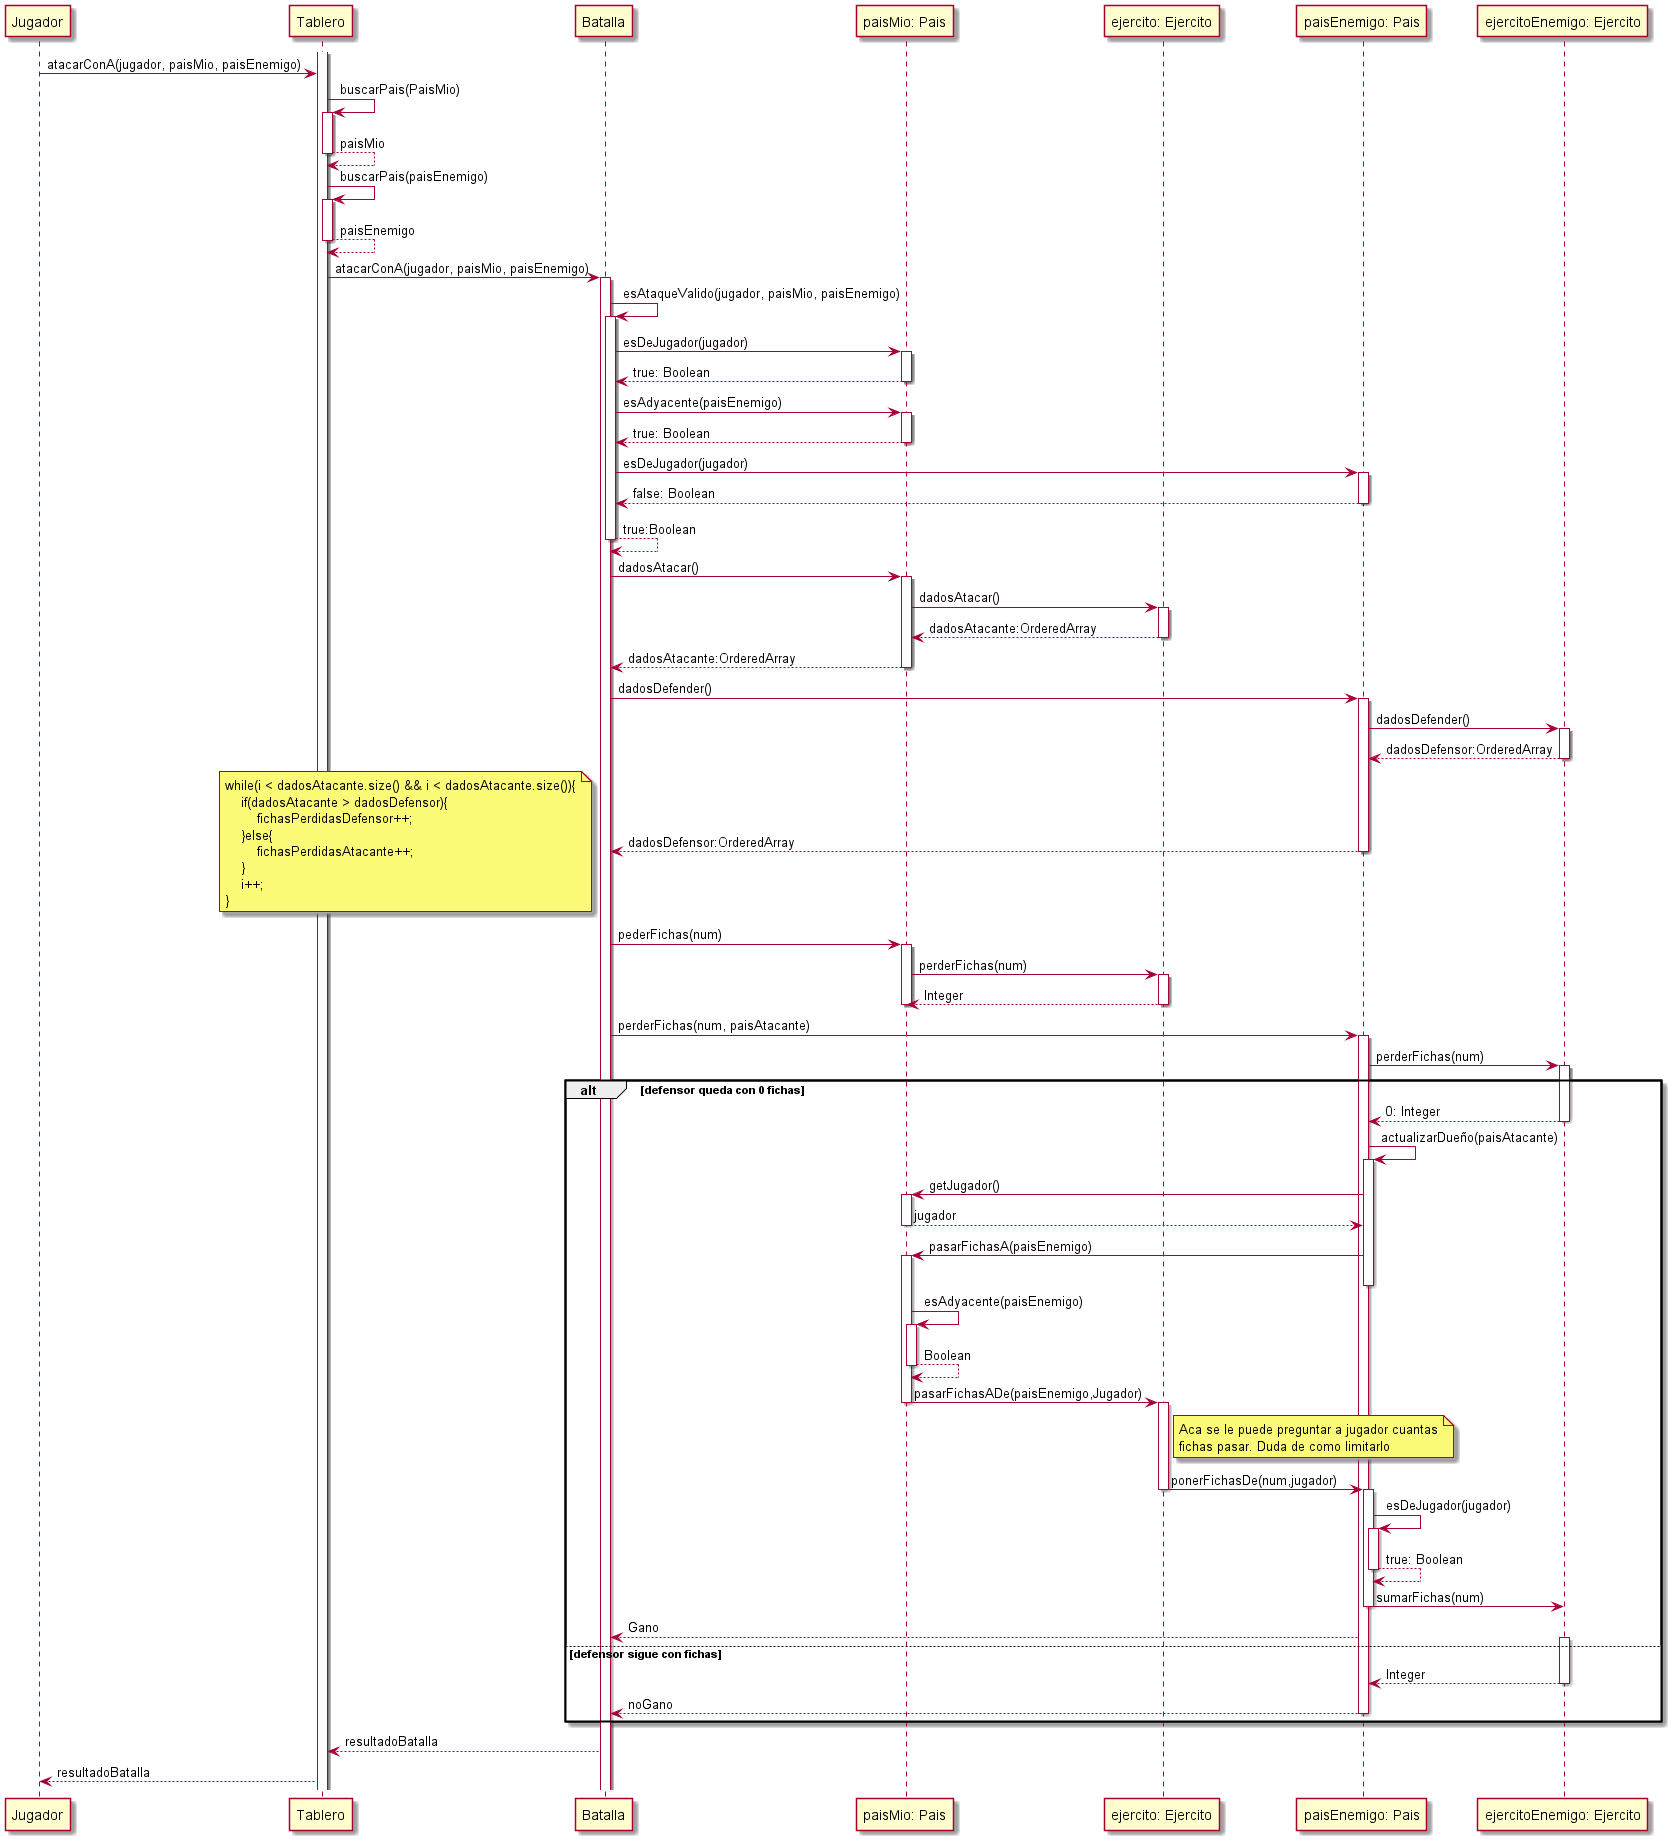 Jugador
Tablero
Batalla
paisMio: Pais
ejercito: Ejercito
paisEnemigo: Pais
ejercitoEnemigo: Ejercito
atacarConA(jugador, paisMio, paisEnemigo)
buscarPais(PaisMio)
paisMio
buscarPais(paisEnemigo)
paisEnemigo
atacarConA(jugador, paisMio, paisEnemigo)
esAtaqueValido(jugador, paisMio, paisEnemigo)
esDeJugador(jugador)
true: Boolean
esAdyacente(paisEnemigo)
true: Boolean
esDeJugador(jugador)
false: Boolean
true:Boolean
dadosAtacar()
dadosAtacar()
dadosAtacante:OrderedArray
dadosAtacante:OrderedArray
dadosDefender()
dadosDefender()
dadosDefensor:OrderedArray
while(i < dadosAtacante.size() && i < dadosAtacante.size()){
if(dadosAtacante > dadosDefensor){
fichasPerdidasDefensor++;
}else{
fichasPerdidasAtacante++;
}
i++;
}
dadosDefensor:OrderedArray
pederFichas(num)
perderFichas(num)
Integer
perderFichas(num, paisAtacante)
perderFichas(num)
alt
[defensor queda con 0 fichas]
0: Integer
actualizarDueño(paisAtacante)
getJugador()
jugador
pasarFichasA(paisEnemigo)
esAdyacente(paisEnemigo)
Boolean
pasarFichasADe(paisEnemigo,Jugador)
Aca se le puede preguntar a jugador cuantas
fichas pasar. Duda de como limitarlo
ponerFichasDe(num,jugador)
esDeJugador(jugador)
true: Boolean
sumarFichas(num)
Gano
[defensor sigue con fichas]
Integer
noGano
resultadoBatalla
resultadoBatalla
Jugador
Tablero
Batalla
paisMio: Pais
ejercito: Ejercito
paisEnemigo: Pais
ejercitoEnemigo: Ejercito